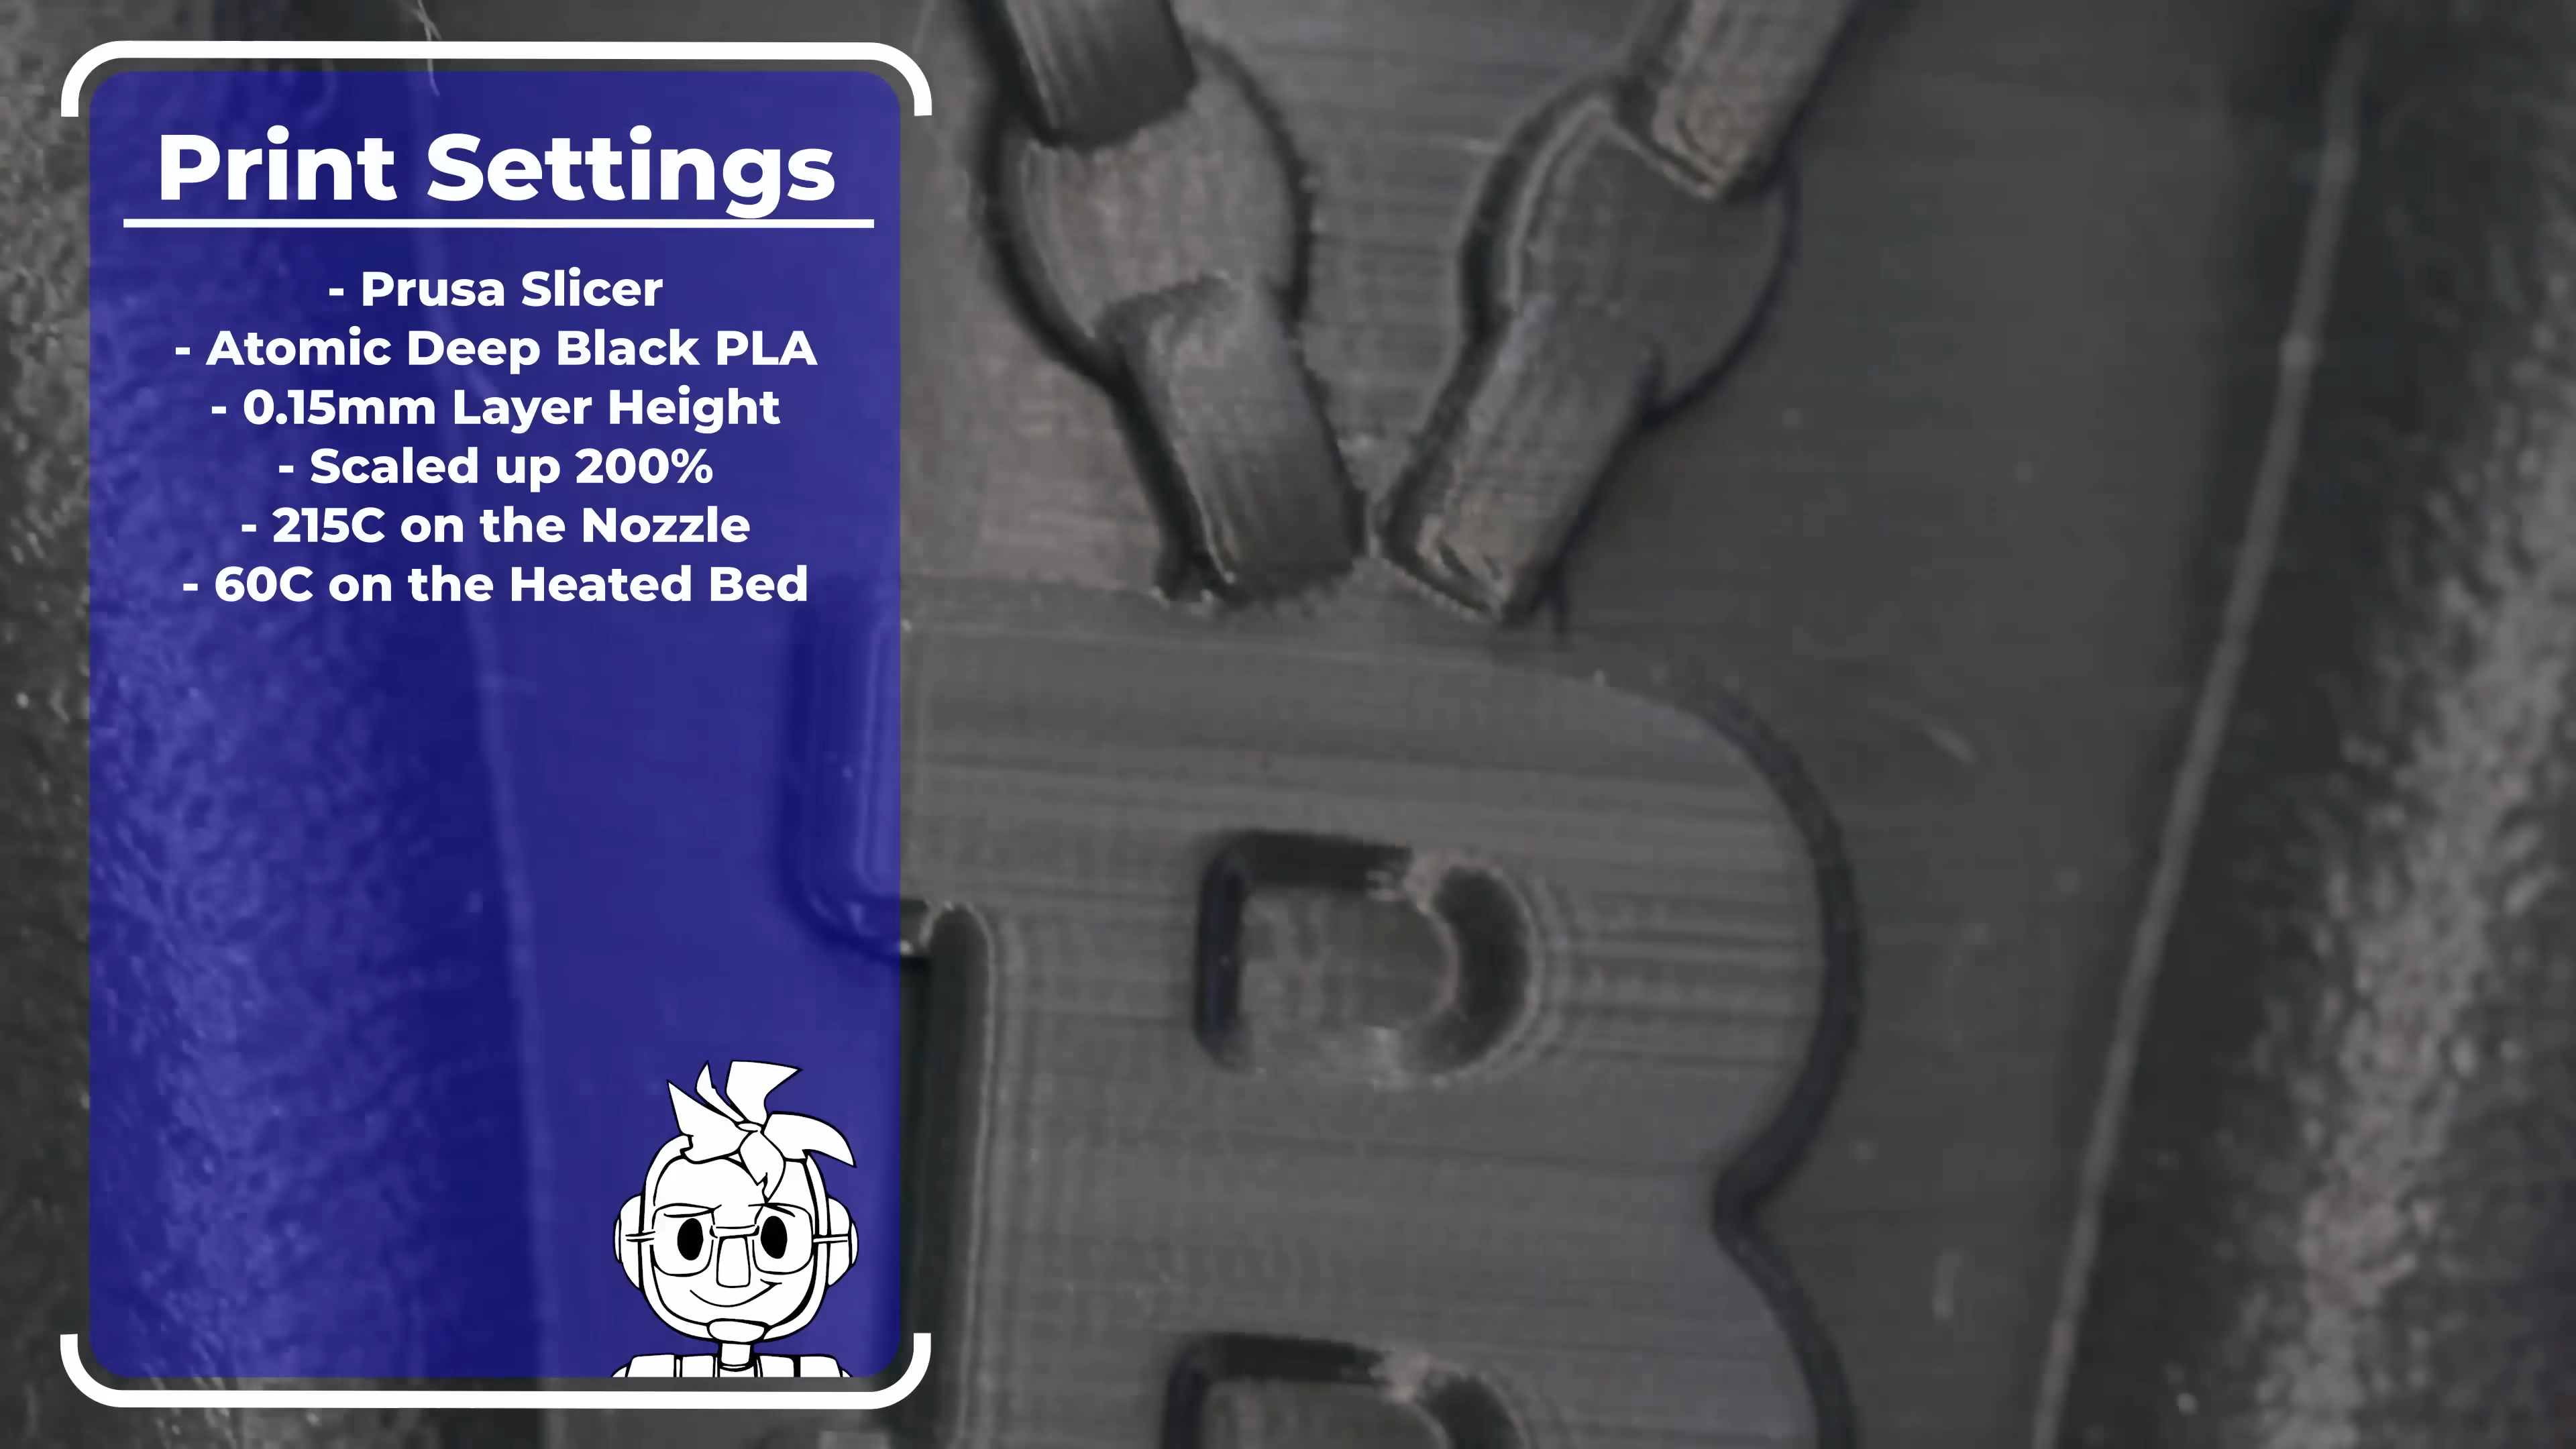 Print Settings
- Prusa Slicer
- Atomic Deep Black PLA
- 0.15mm Layer Height
- Scaled up 200%
- 215C on the Nozzle
- 60C on the Heated Bed
B